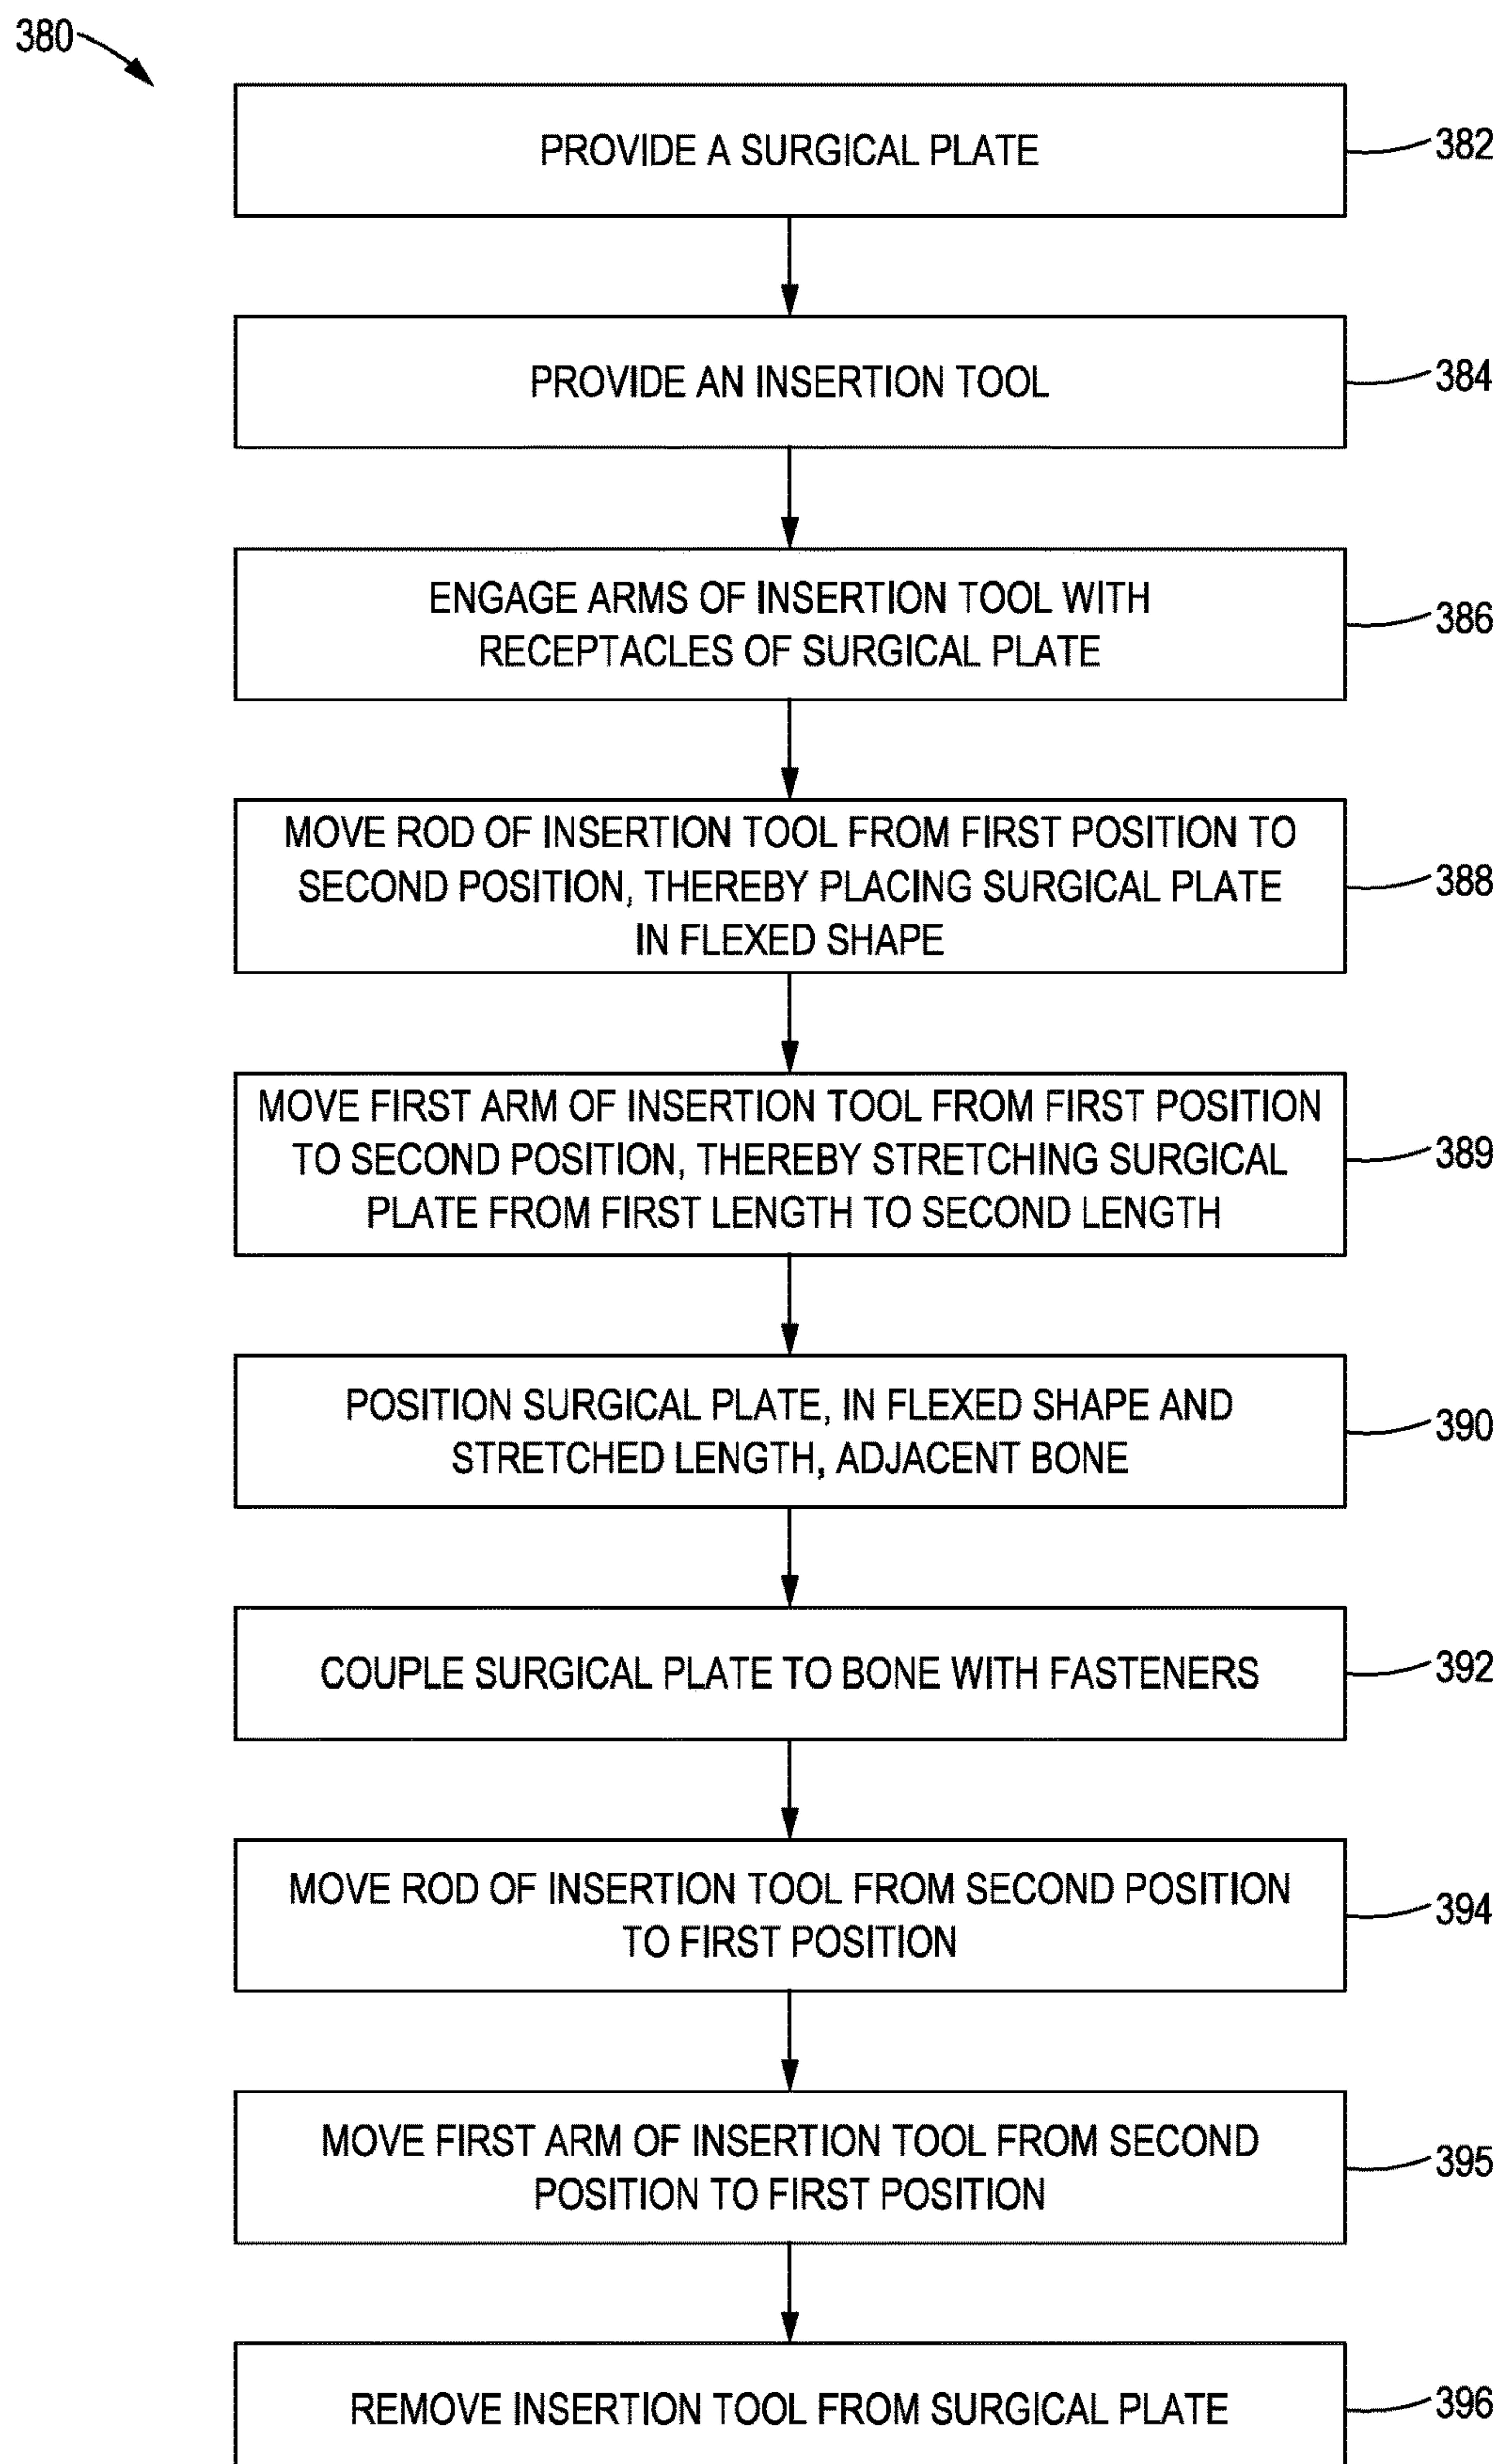 380
PROVIDE A SURGICAL PLATE
382
PROVIDE AN INSERTION TOOL
384
ENGAGE ARMS OF INSERTION TOOL WITH
RECEPTACLES OF SURGICAL PLATE
386
MOVE ROD OF INSERTION TOOL FROM FIRST POSITION TO
SECOND POSITION, THEREBY PLACING SURGICAL PLATE
IN FLEXED SHAPE
388
MOVE FIRST ARM OF INSERTION TOOL FROM FIRST POSITION
TO SECOND POSITION, THEREBY STRETCHING SURGICAL
PLATE FROM FIRST LENGTH TO SECOND LENGTH
389
POSITION SURGICAL PLATE, IN FLEXED SHAPE AND
STRETCHED LENGTH, ADJACENT BONE
390
COUPLE SURGICAL PLATE TO BONE WITH FASTENERS
392
MOVE ROD OF INSERTION TOOL FROM SECOND POSITION
TO FIRST POSITION
394
MOVE FIRST ARM OF INSERTION TOOL FROM SECOND
POSITION TO FIRST POSITION
395
REMOVE INSERTION TOOL FROM SURGICAL PLATE
396